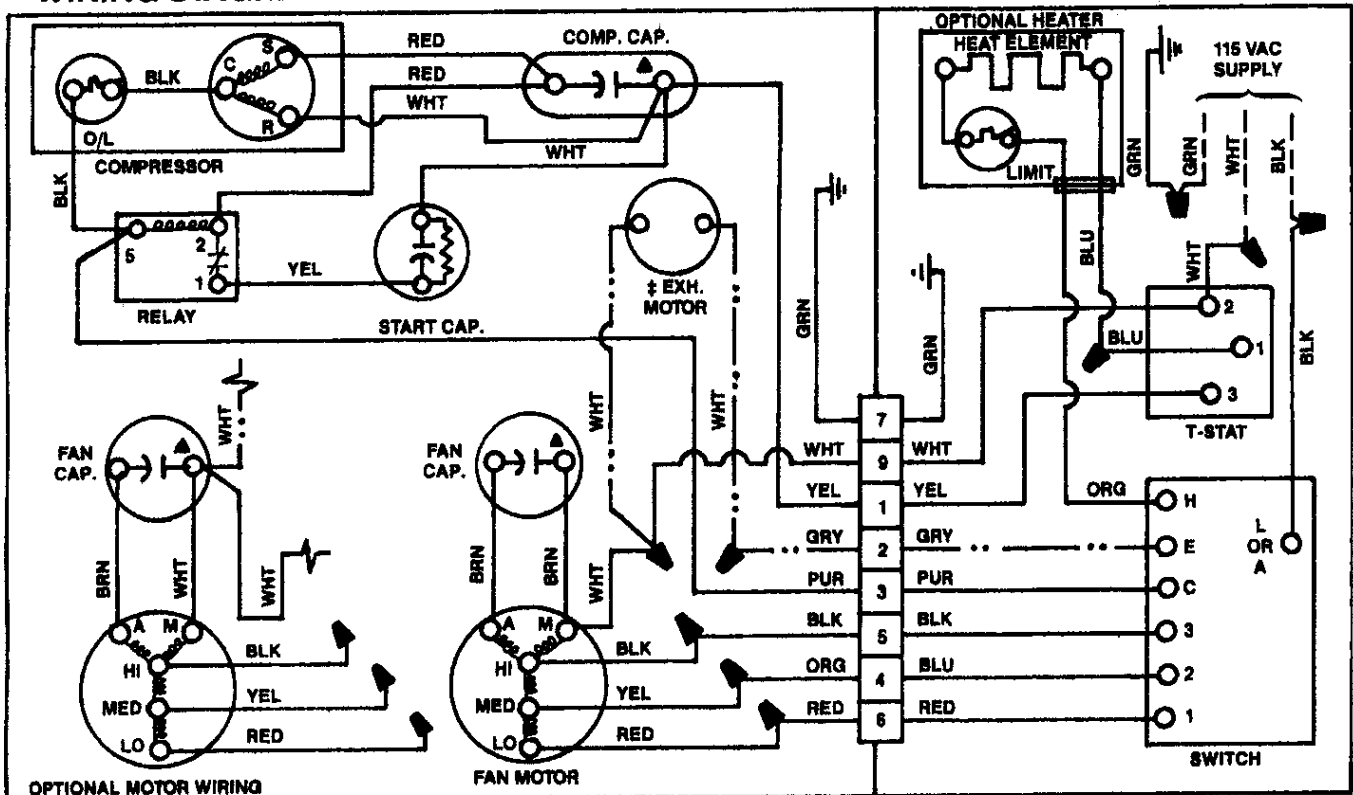 OPTIONAL HEATER
HEAT ELEMENT
115 VAC
SUPPLY
COMP. CAP.
RED
RED
WHT
WHT
S
C
R
BLK
O/L
COMPRESSOR
BLK
LIMIT
GRN
GRN
WHT
BLK
5
2
1
RELAY
YEL
START CAP.
‡ EXH.
MOTOR
GRN
GRN
BLU
WHT
BLK
2
BLU
1
3
T-STAT
WHT
WHT
WHT
FAN
CAP.
FAN
CAP.
7
WHT
9
WHT
YEL
1
YEL
GRY
2
GRY
PUR
3
PUR
BLK
5
BLK
ORG
4
BLU
RED
6
RED
ORG
H
E
C
3
2
1
L
OR
A
SWITCH
BRN
WHT
WHT
BRN
BRN
WHT
A
M
HI
MED
LO
BLK
YEL
RED
OPTIONAL MOTOR WIRING
A
M
HI
MED
LO
BLK
YEL
RED
FAN MOTOR